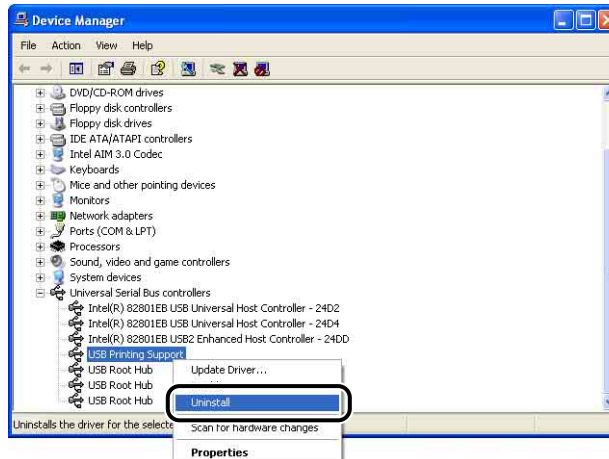 Device Manager
File Action View Help
DVD/CD-ROM drives
Floppy disk controllers
Floppy disk drives
IDE ATA/ATAPI controllers
Intel AIM 3.0 Codec
Keyboards
Mice and other pointing devices
Monitors
Network adapters
Ports (COM & LPT)
Processors
Sound, video and game controllers
System devices
Universal Serial Bus controllers
Intel(R) 82801EB USB Universal Host Controller - 24D2
Intel(R) 82801EB USB Universal Host Controller - 24D4
Intel(R) 82801EB USB2 Enhanced Host Controller - 24DD
USB Printing Support
USB Root Hub Update Driver...
USB Root Hub
USB Root Hub Uninstall
Uninstalls the driver for the selecte Scan for hardware changes
Properties